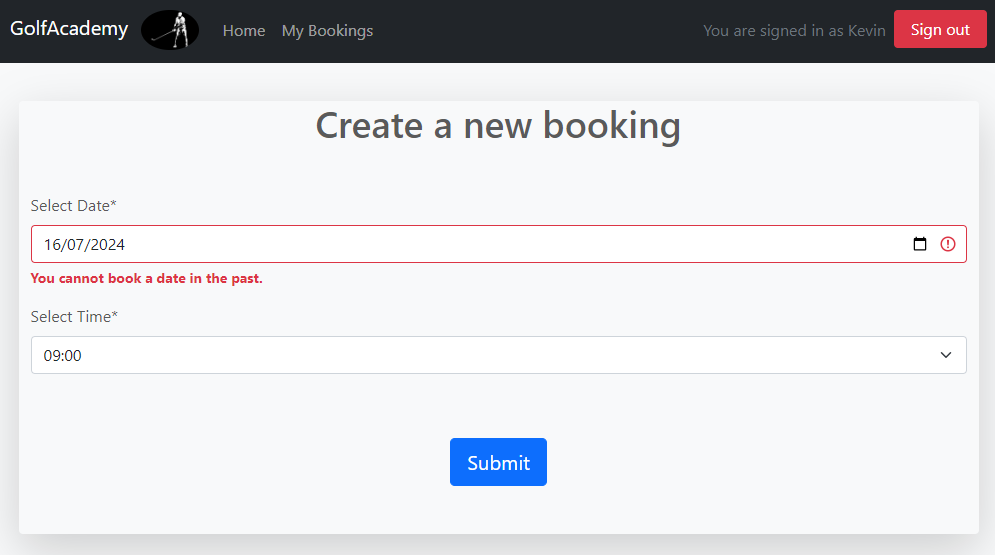 GolfAcademy Home My Bookings You are signed in as Kevin Sign out
Create a new booking
Select Date*
16/07/2024
You cannot book a date in the past.
Select Time*
09:00
Submit